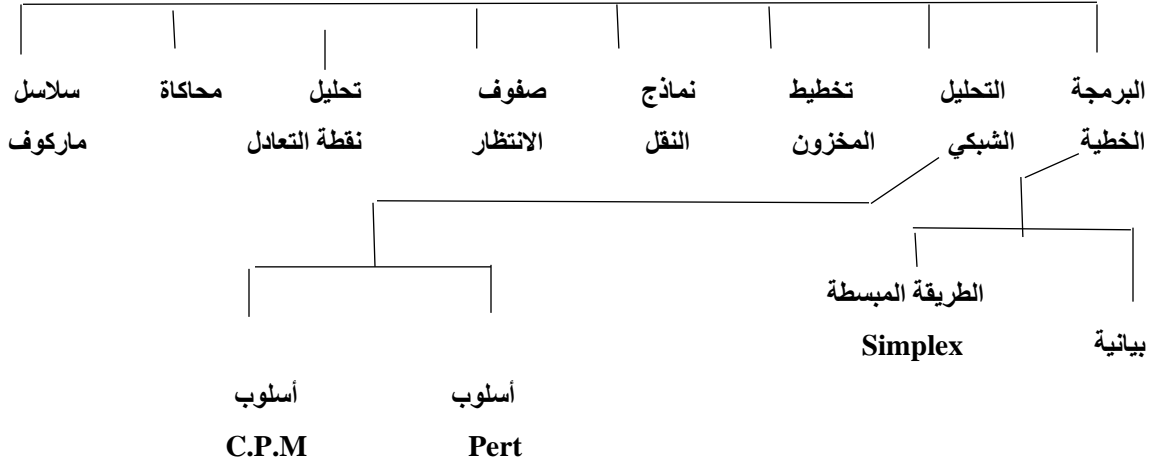 البرمجة الخطية
التحليل الشبكي
تخطيط المخزون
نماذج النقل
صفوف الانتظار
تحليل نقطة التعادل
محاكاة
سلاسل ماركوف
بيانية
الطريقة المبسطة
Simplex
أسلوب
Pert
أسلوب
C.P.M